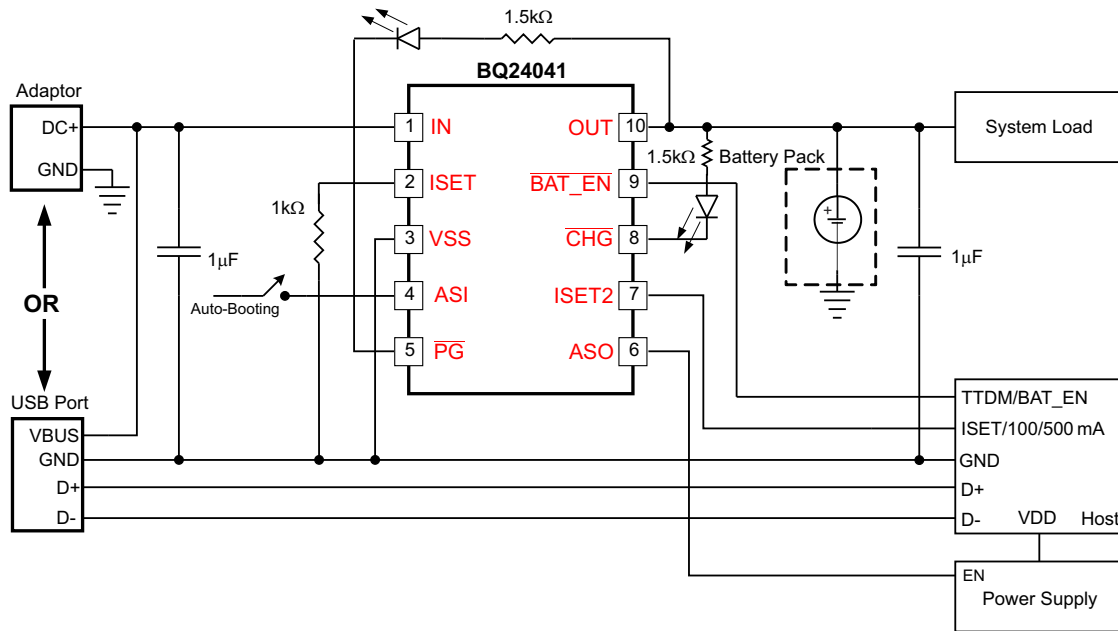 1.5kΩ
BQ24041
Adaptor
DC+
GND
1 IN
OUT 10
System Load
1.5kΩ
Battery Pack
2 ISET
BAT_EN 9
1kΩ
3 VSS
CHG 8
+
1μF
1μF
OR
Auto-Booting
4 ASI
ISET2 7
5 PG
ASO 6
USB Port
VBUS
GND
D+
D-
TTDM/BAT_EN
ISET/100/500 mA
GND
D+
D-
VDD
Host
EN
Power Supply